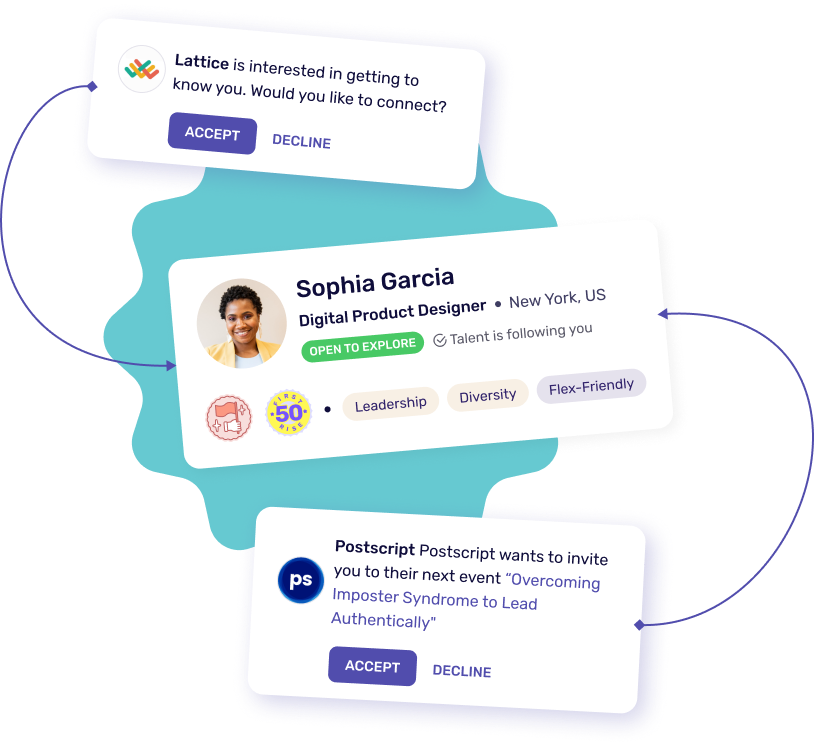 Lattice is interested in getting to
know you. Would you like to connect?
ACCEPT DECLINE
Sophia Garcia
Digital Product Designer • New York, US
OPEN TO EXPLORE Talent is following you
FIRST
50
RISE
• Leadership Diversity Flex-Friendly
Postscript Postscript wants to invite
ps
you to their next event “Overcoming
Imposter Syndrome to Lead
Authentically"
ACCEPT DECLINE